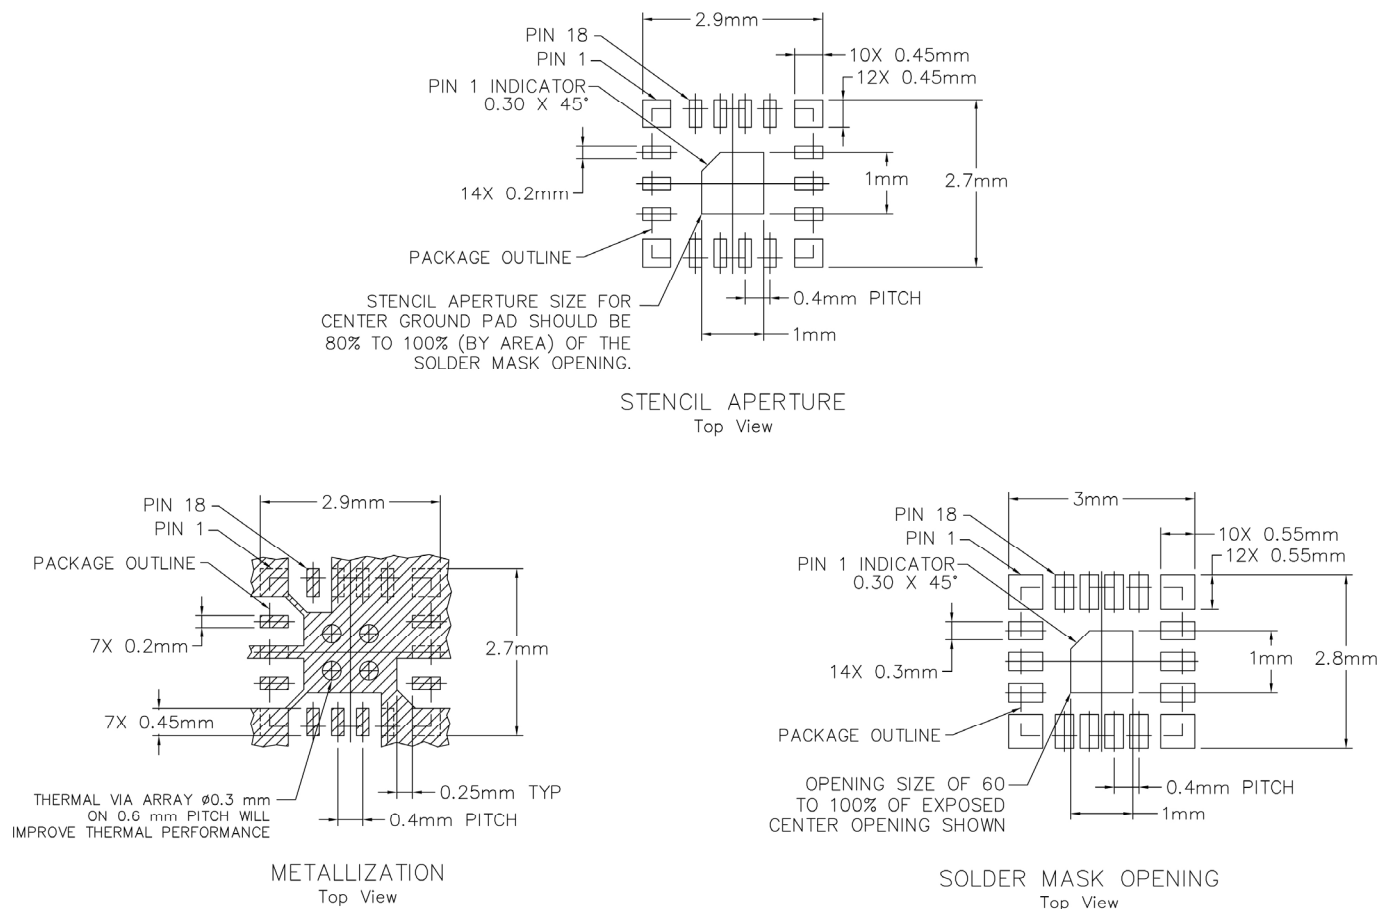 2.9mm
PIN 18
PIN 1
PIN 1 INDICATOR
0.30 X 45°
10X 0.45mm
12X 0.45mm
14X 0.2mm
1mm
2.7mm
PACKAGE OUTLINE
STENCIL APERTURE SIZE FOR
CENTER GROUND PAD SHOULD BE
80% TO 100% (BY AREA) OF THE
SOLDER MASK OPENING.
0.4mm PITCH
1mm
STENCIL APERTURE
Top View
PIN 18
2.9mm
PIN 1
PACKAGE OUTLINE
7X 0.2mm
2.7mm
7X 0.45mm
THERMAL VIA ARRAY ø0.3 mm
ON 0.6 mm PITCH WILL
IMPROVE THERMAL PERFORMANCE
0.25mm TYP
0.4mm PITCH
METALLIZATION
Top View
3mm
PIN 18
PIN 1
PIN 1 INDICATOR
0.30 X 45°
10X 0.55mm
12X 0.55mm
14X 0.3mm
1mm
2.8mm
PACKAGE OUTLINE
OPENING SIZE OF 60
TO 100% OF EXPOSED
CENTER OPENING SHOWN
0.4mm PITCH
1mm
SOLDER MASK OPENING
Top View